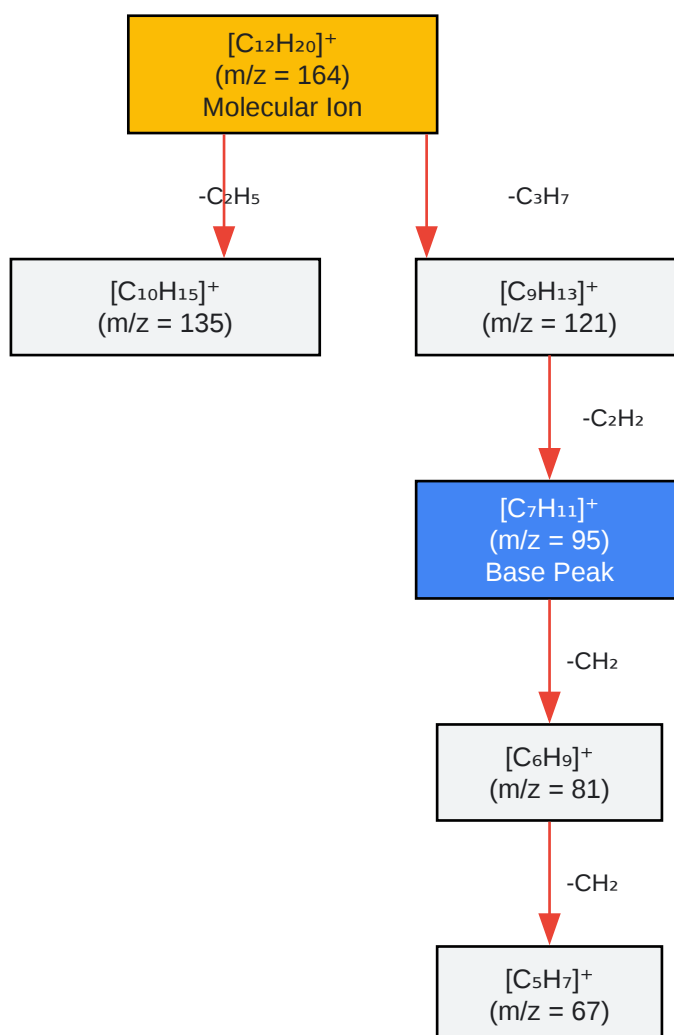 [C₁₂H₂₀]⁺
(m/z = 164)
Molecular Ion
-C₂H₅
-C₃H₇
[C₁₀H₁₅]⁺
(m/z = 135)
[C₉H₁₃]⁺
(m/z = 121)
-C₂H₂
[C₇H₁₁]⁺
(m/z = 95)
Base Peak
-CH₂
[C₆H₉]⁺
(m/z = 81)
-CH₂
[C₅H₇]⁺
(m/z = 67)